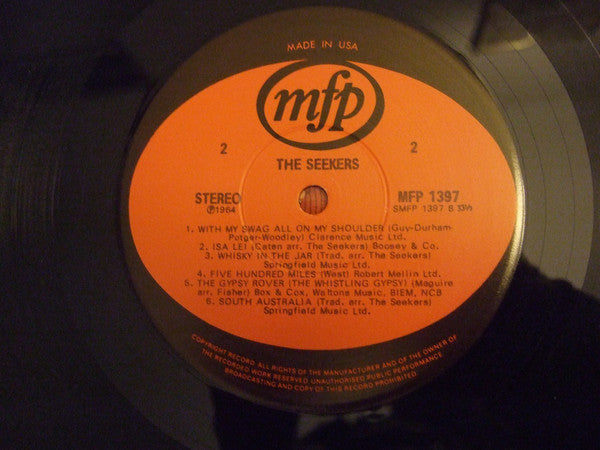 MADE IN USA
mfp
2
2
THE SEEKERS
STEREO
MFP 1397
℗1964
SMFP 1397 B 33⅓
1. WITH MY SWAG ALL ON MY SHOULDER (Guy-Durham-
Potger-Woodley) Clarence Music Ltd.
2. ISA LEI (Caten arr. The Seekers) Boosey & Co.
3. WHISKY IN THE JAR (Trad. arr. The Seekers)
Springfield Music Ltd.
4. FIVE HUNDRED MILES (West) Robert Mellin Ltd.
5. THE GYPSY ROVER (THE WHISTLING GYPSY) (Maguire
arr. Fisher) Box & Cox, Waltons Music, BIEM, NCB
6. SOUTH AUSTRALIA (Trad. arr. The Seekers)
Springfield Music Ltd.
COPYRIGHT RECORD ALL RIGHTS OF THE MANUFACTURER AND OF THE OWNER OF
THE RECORDED WORK RESERVED UNAUTHORISED PUBLIC PERFORMANCE
BROADCASTING AND COPY OF THIS RECORD PROHIBITED